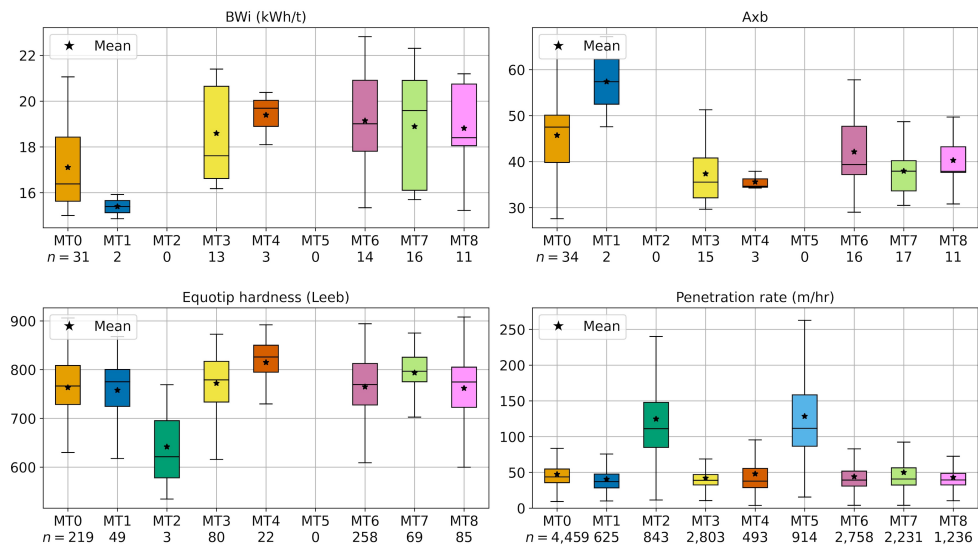 BWi (kWh/t)
★ Mean
22
20
18
16
MT0 MT1 MT2 MT3 MT4 MT5 MT6 MT7 MT8
n = 31 2 0 13 3 0 14 16 11
Axb
★ Mean
60
50
40
30
MT0 MT1 MT2 MT3 MT4 MT5 MT6 MT7 MT8
n = 34 2 0 15 3 0 16 17 11
Equotip hardness (Leeb)
★ Mean
900
800
700
600
MT0 MT1 MT2 MT3 MT4 MT5 MT6 MT7 MT8
n = 219 49 3 80 22 0 258 69 85
Penetration rate (m/hr)
★ Mean
250
200
150
100
50
0
MT0 MT1 MT2 MT3 MT4 MT5 MT6 MT7 MT8
n = 4,459 625 843 2,803 493 914 2,758 2,231 1,236